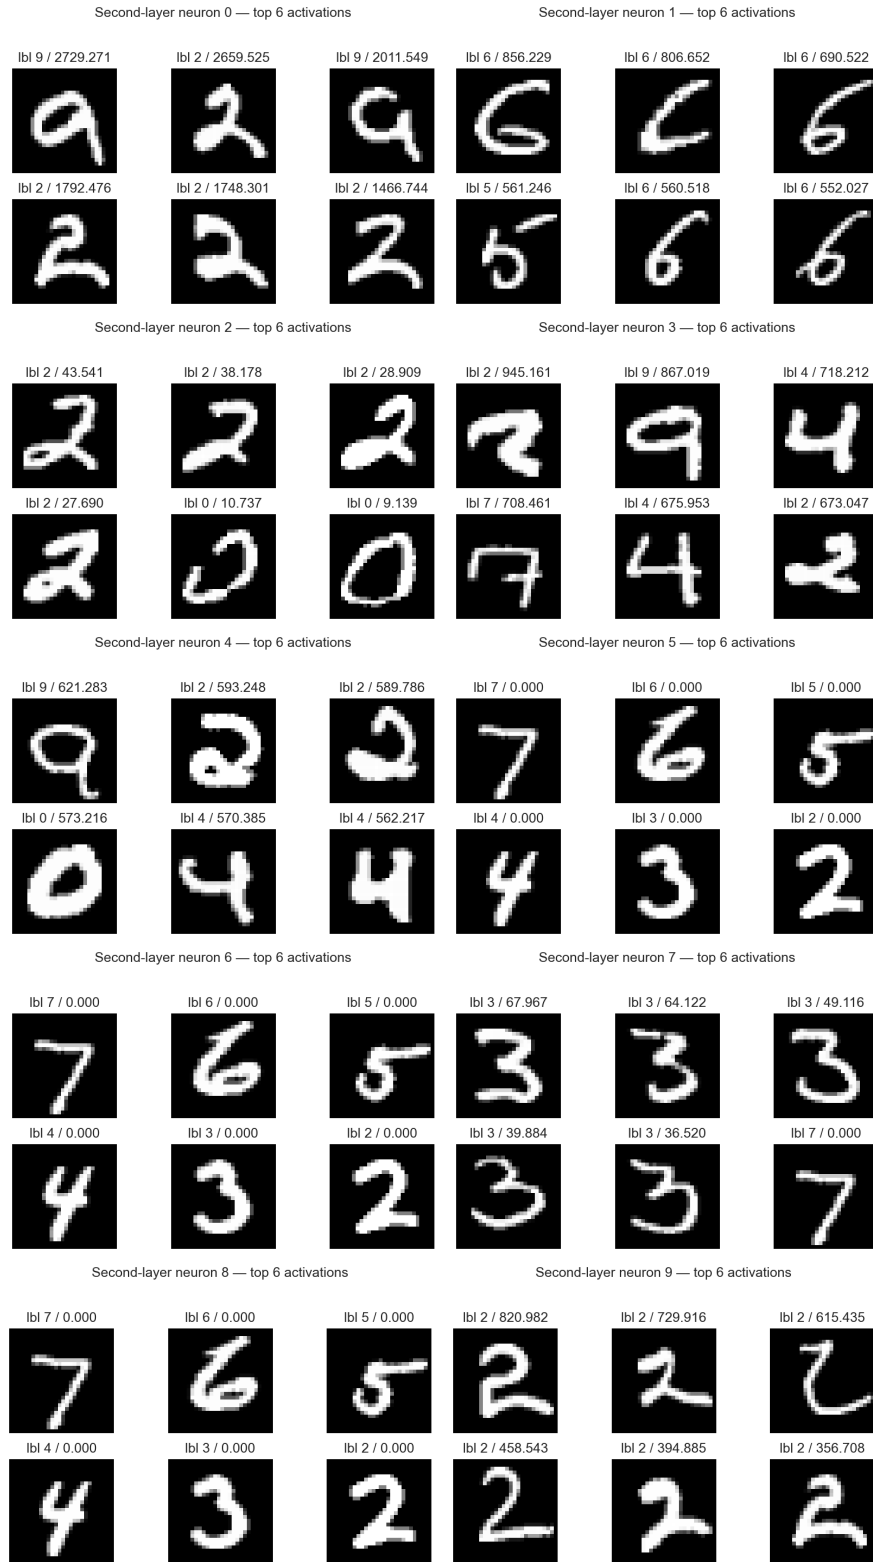 Second-layer neuron 0 — top 6 activations
lbl 9 / 2729.271
lbl 2 / 2659.525
lbl 9 / 2011.549
lbl 2 / 1792.476
lbl 2 / 1748.301
lbl 2 / 1466.744
Second-layer neuron 1 — top 6 activations
lbl 6 / 856.229
lbl 6 / 806.652
lbl 6 / 690.522
lbl 5 / 561.246
lbl 6 / 560.518
lbl 6 / 552.027
Second-layer neuron 2 — top 6 activations
lbl 2 / 43.541
lbl 2 / 38.178
lbl 2 / 28.909
lbl 2 / 27.690
lbl 0 / 10.737
lbl 0 / 9.139
Second-layer neuron 3 — top 6 activations
lbl 2 / 945.161
lbl 9 / 867.019
lbl 4 / 718.212
lbl 7 / 708.461
lbl 4 / 675.953
lbl 2 / 673.047
Second-layer neuron 4 — top 6 activations
lbl 9 / 621.283
lbl 2 / 593.248
lbl 2 / 589.786
lbl 0 / 573.216
lbl 4 / 570.385
lbl 4 / 562.217
Second-layer neuron 5 — top 6 activations
lbl 7 / 0.000
lbl 6 / 0.000
lbl 5 / 0.000
lbl 4 / 0.000
lbl 3 / 0.000
lbl 2 / 0.000
Second-layer neuron 6 — top 6 activations
lbl 7 / 0.000
lbl 6 / 0.000
lbl 5 / 0.000
lbl 4 / 0.000
lbl 3 / 0.000
lbl 2 / 0.000
Second-layer neuron 7 — top 6 activations
lbl 3 / 67.967
lbl 3 / 64.122
lbl 3 / 49.116
lbl 3 / 39.884
lbl 3 / 36.520
lbl 7 / 0.000
Second-layer neuron 8 — top 6 activations
lbl 7 / 0.000
lbl 6 / 0.000
lbl 5 / 0.000
lbl 4 / 0.000
lbl 3 / 0.000
lbl 2 / 0.000
Second-layer neuron 9 — top 6 activations
lbl 2 / 820.982
lbl 2 / 729.916
lbl 2 / 615.435
lbl 2 / 458.543
lbl 2 / 394.885
lbl 2 / 356.708